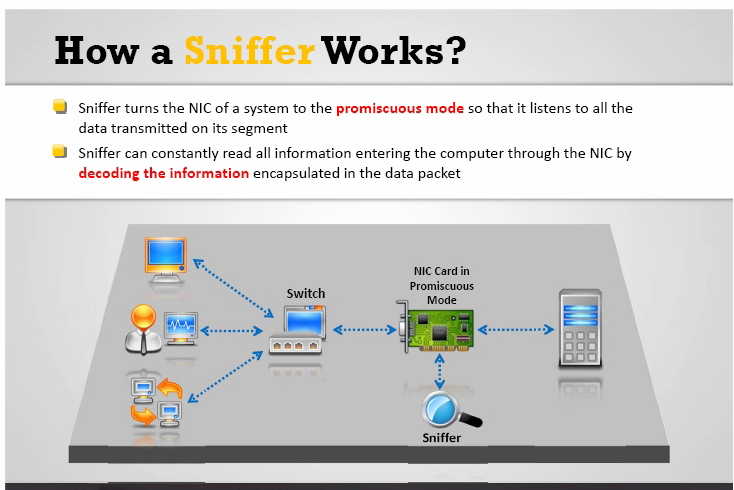 How a Sniffer Works?
Sniffer turns the NIC of a system to the promiscuous mode so that it listens to all the
data transmitted on its segment
Sniffer can constantly read all information entering the computer through the NIC by
decoding the information encapsulated in the data packet
NIC Card in
Promiscuous
Mode
Switch
Sniffer